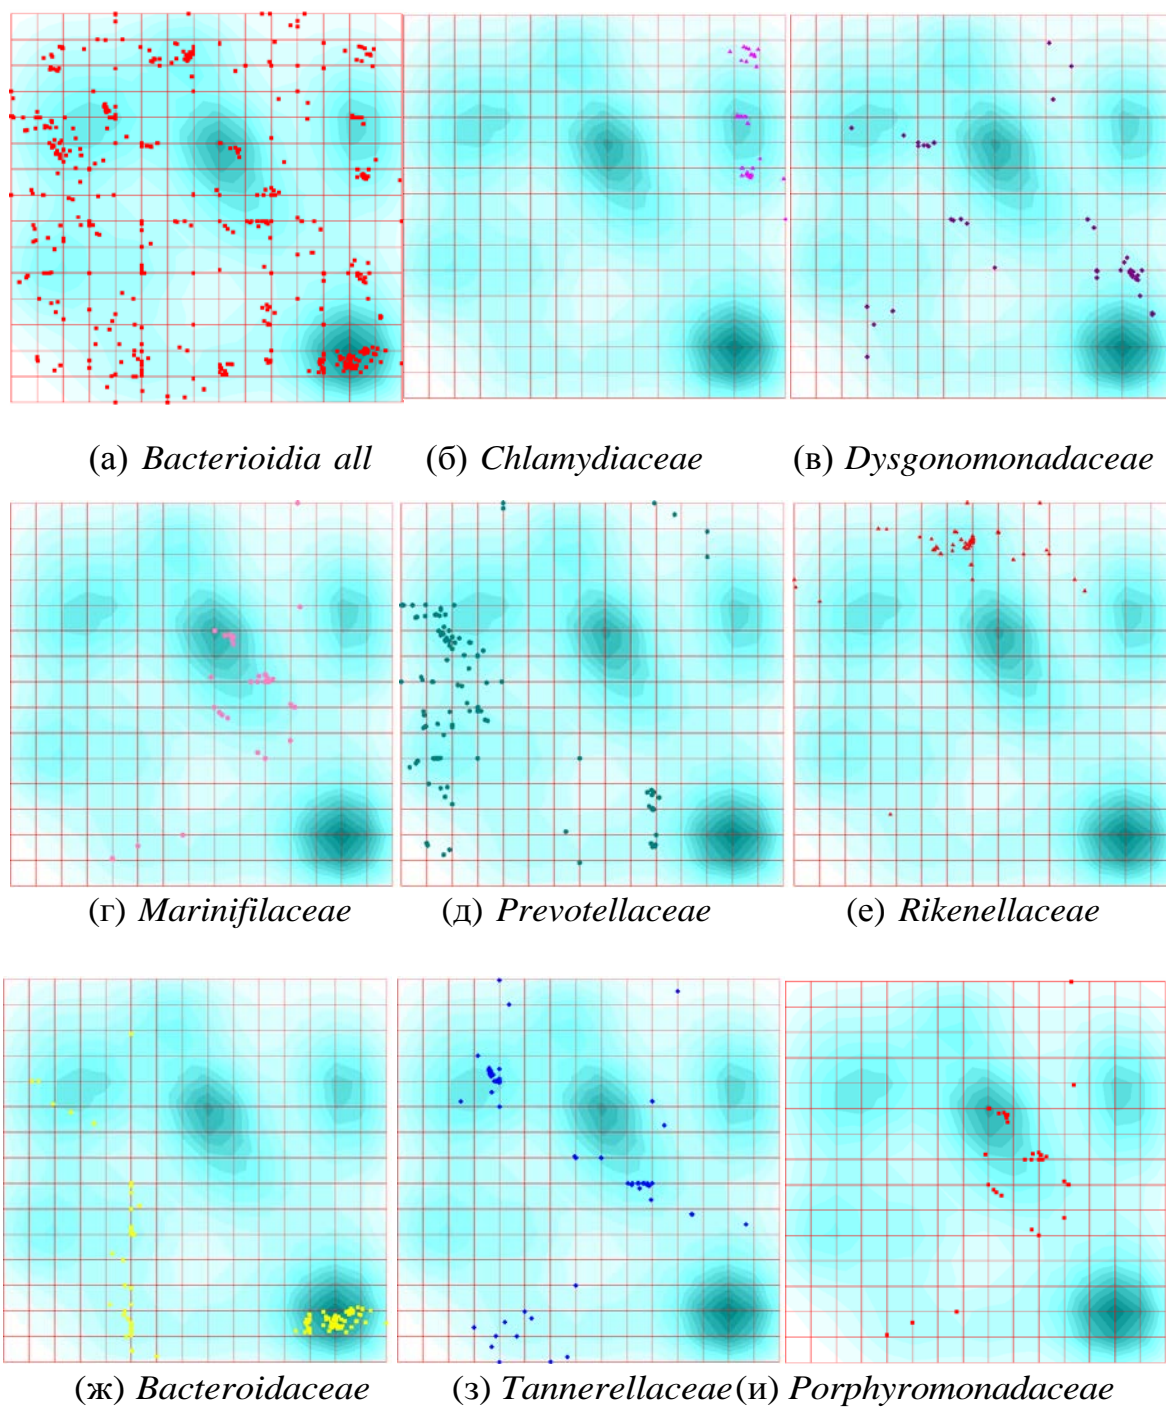 (а) Bacterioidia all (б) Chlamydiaceae (в) Dysgonomonadaceae
(г) Marinifilaceae (д) Prevotellaceae (е) Rikenellaceae
(ж) Bacteroidaceae (з) Tannerellaceae (и) Porphyromonadaceae